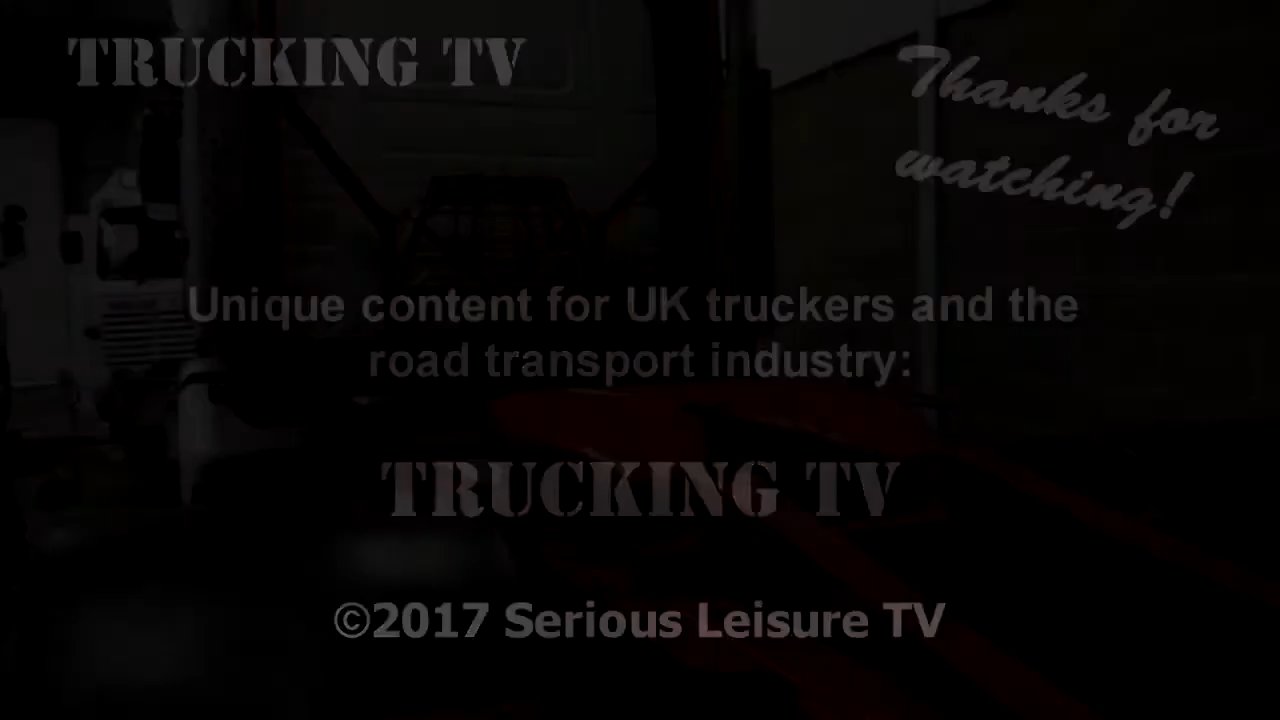 TRUCKING TV
Thanks for
watching!
Unique content for UK truckers and the
road transport industry:
TRUCKING TV
©2017 Serious Leisure TV